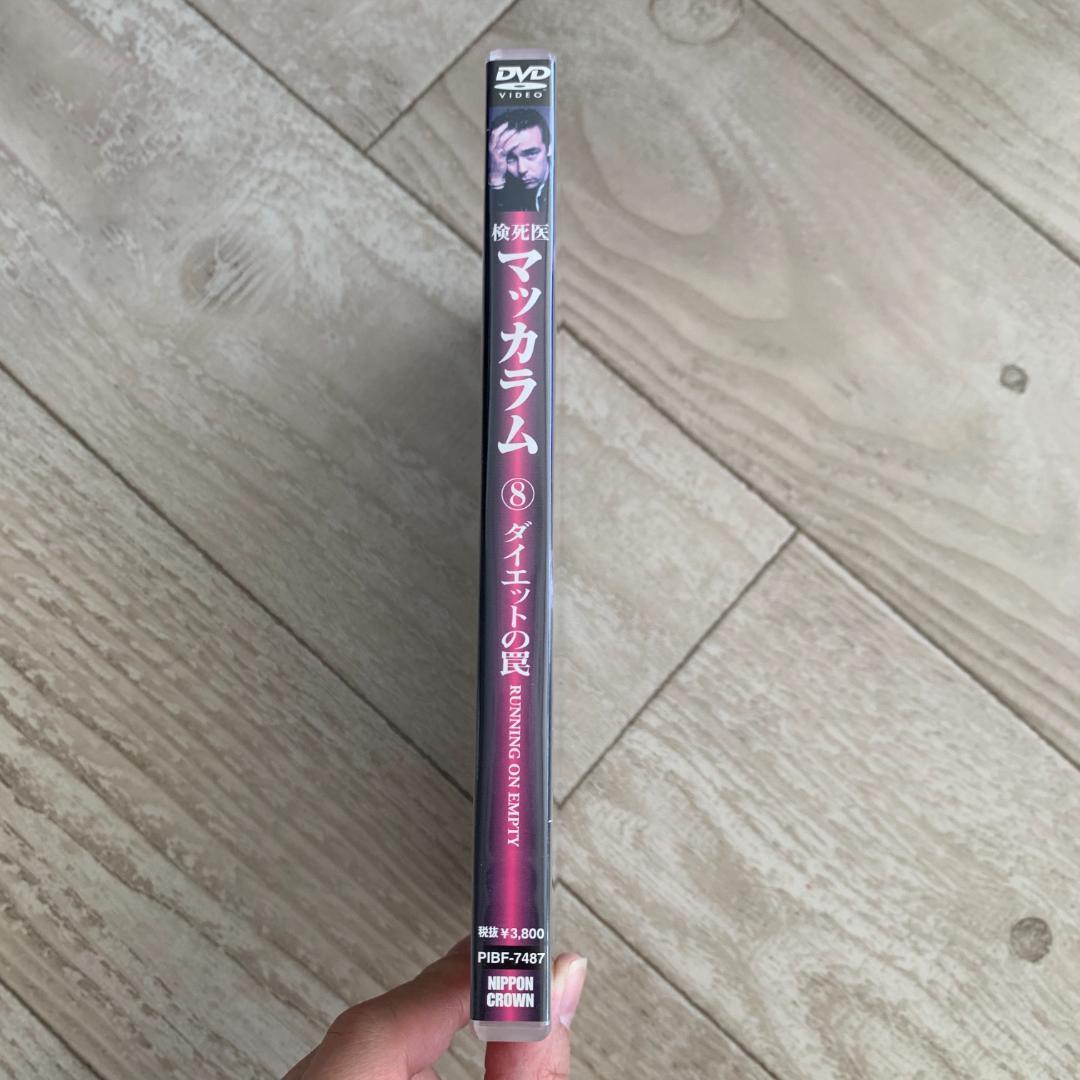 DVD
VIDEO
検死医
マッカラム
⑧
ダイエットの罠
RUNNING ON EMPTY
税抜¥3,800
PIBF-7487
NIPPON
CROWN